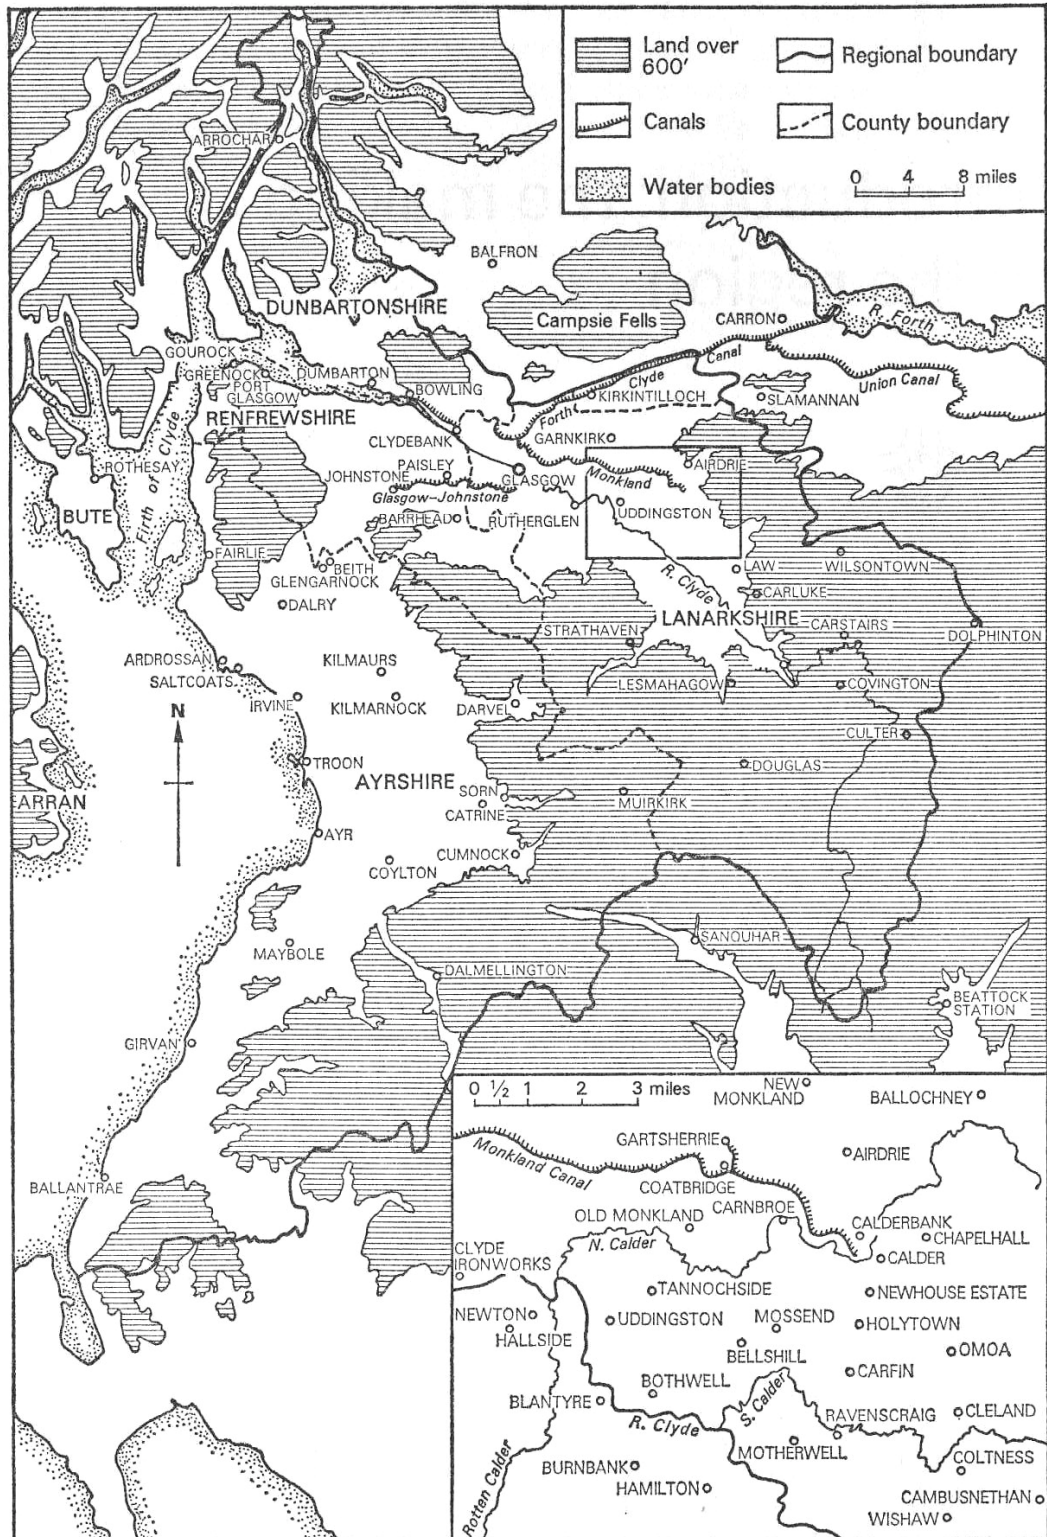 Land over
600'
Regional boundary
Canals
County boundary
Water bodies
0 4 8 miles
ARROCHAR
BALFRON
DUNBARTONSHIRE
Campsie Fells
CARRON
R. Forth
GOUROCK
GREENOCK
PORT
GLASGOW
DUMBARTON
BOWLING
Forth
Clyde
Canal
KIRKINTILLOCH
Union Canal
SLAMANNAN
RENFREWSHIRE
CLYDEBANK
GARNKIRK
ROTHESAY
Firth of Clyde
JOHNSTONE
PAISLEY
GLASGOW
Monkland
AIRDRIE
Glasgow–Johnstone
BUTE
BARRHEAD
RUTHERGLEN
UDDINGSTON
FAIRLIE
BEITH
GLENGARNOCK
R. Clyde
LAW
WILSONTOWN
DALRY
CARLUKE
LANARKSHIRE
STRATHAVEN
CARSTAIRS
DOLPHINTON
ARDROSSAN
SALTCOATS
KILMAURS
LESMAHAGOW
COVINGTON
IRVINE
KILMARNOCK
DARVEL
N
CULTER
TROON
DOUGLAS
AYRSHIRE
ARRAN
SORN
CATRINE
MUIRKIRK
AYR
CUMNOCK
COYLTON
SANQUHAR
MAYBOLE
DALMELLINGTON
BEATTOCK
STATION
GIRVAN
BALLANTRAE
0 ½ 1 2 3 miles
NEW
MONKLAND
BALLOCHNEY
GARTSHERRIE
AIRDRIE
Monkland Canal
COATBRIDGE
CARNBROE
OLD MONKLAND
CALDERBANK
CHAPELHALL
N. Calder
CLYDE
IRONWORKS
CALDER
TANNOCHSIDE
NEWHOUSE ESTATE
NEWTON
HALLSIDE
UDDINGSTON
MOSSEND
HOLYTOWN
BELLSHILL
OMOA
CARFIN
BOTHWELL
BLANTYRE
S. Calder
R. Clyde
RAVENSCRAIG
CLELAND
MOTHERWELL
COLTNESS
BURNBANK
HAMILTON
Rotten Calder
CAMBUSNETHAN
WISHAW